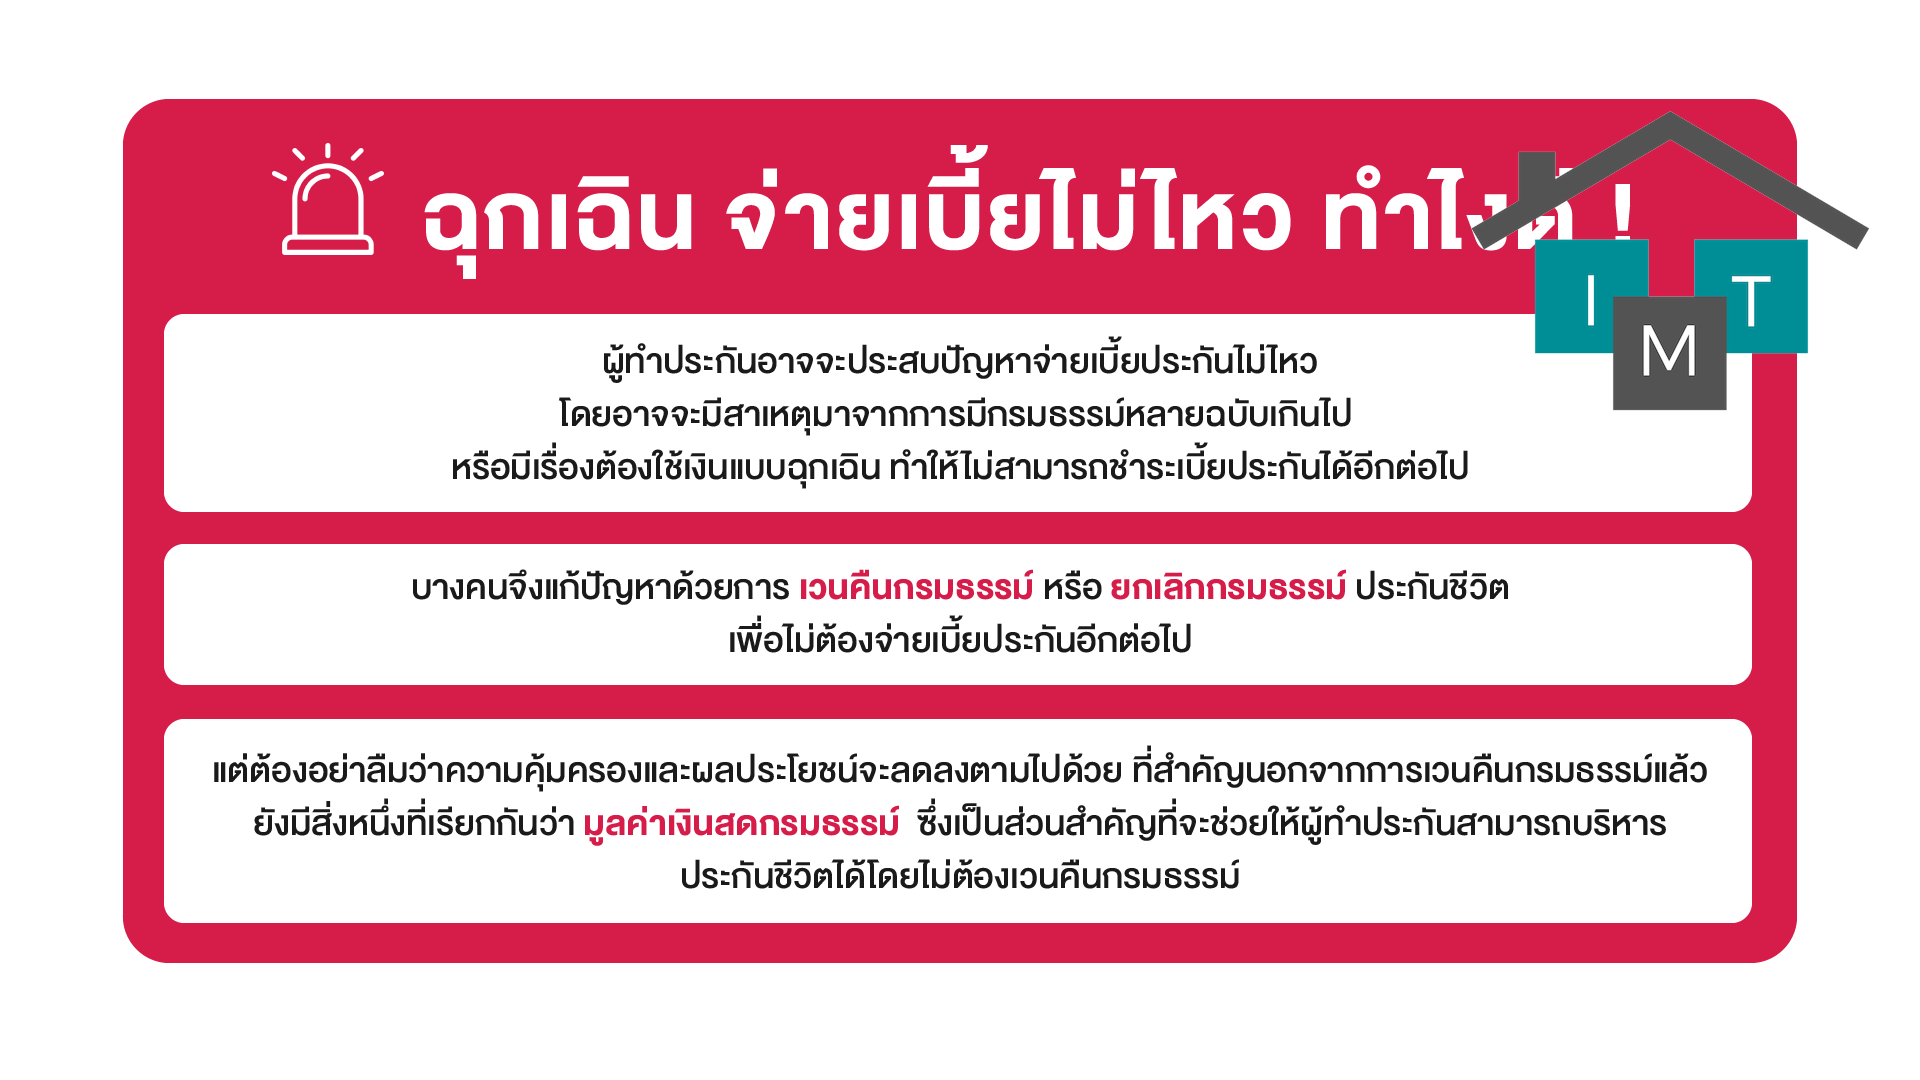 ฉุกเฉิน จ่ายเบี้ยไม่ไหว ทำไงดี !
I M T
ผู้ทำประกันอาจจะประสบปัญหาจ่ายเบี้ยประกันไม่ไหว
โดยอาจจะมีสาเหตุมาจากการมีกรมธรรม์หลายฉบับเกินไป
หรือมีเรื่องต้องใช้เงินแบบฉุกเฉิน ทำให้ไม่สามารถชำระเบี้ยประกันได้อีกต่อไป
บางคนจึงแก้ปัญหาด้วยการ เวนคืนกรมธรรม์ หรือ ยกเลิกกรมธรรม์ ประกันชีวิต
เพื่อไม่ต้องจ่ายเบี้ยประกันอีกต่อไป
แต่ต้องอย่าลืมว่าความคุ้มครองและผลประโยชน์จะลดลงตามไปด้วย ที่สำคัญนอกจากการเวนคืนกรมธรรม์แล้ว
ยังมีสิ่งหนึ่งที่เรียกกันว่า มูลค่าเงินสดกรมธรรม์ ซึ่งเป็นส่วนสำคัญที่จะช่วยให้ผู้ทำประกันสามารถบริหาร
ประกันชีวิตได้โดยไม่ต้องเวนคืนกรมธรรม์